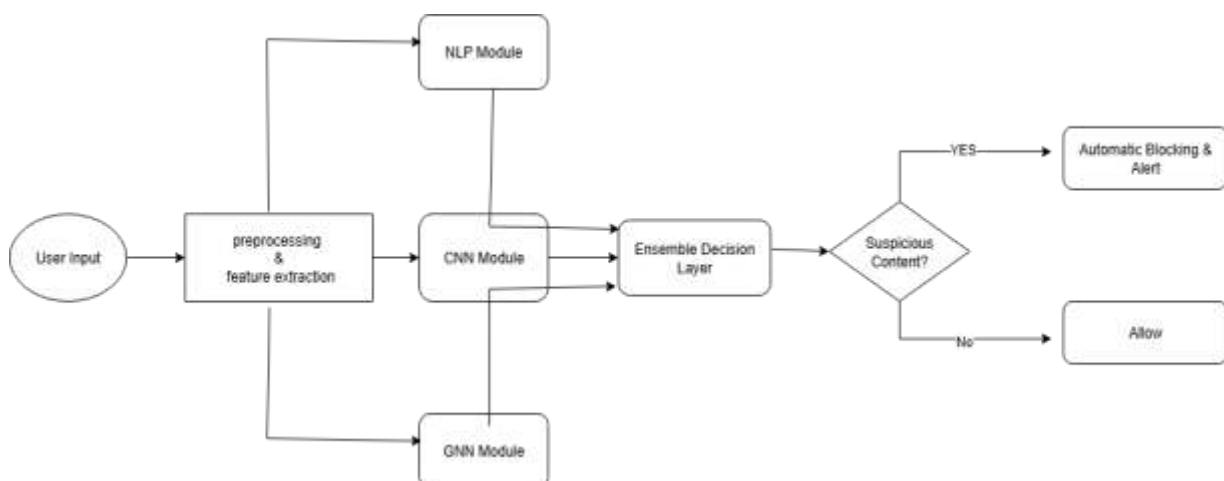 NLP Module
User Input
preprocessing
&
feature extraction
CNN Module
GNN Module
Ensemble Decision
Layer
Suspicious
Content?
YES
Automatic Blocking &
Alert
No
Allow